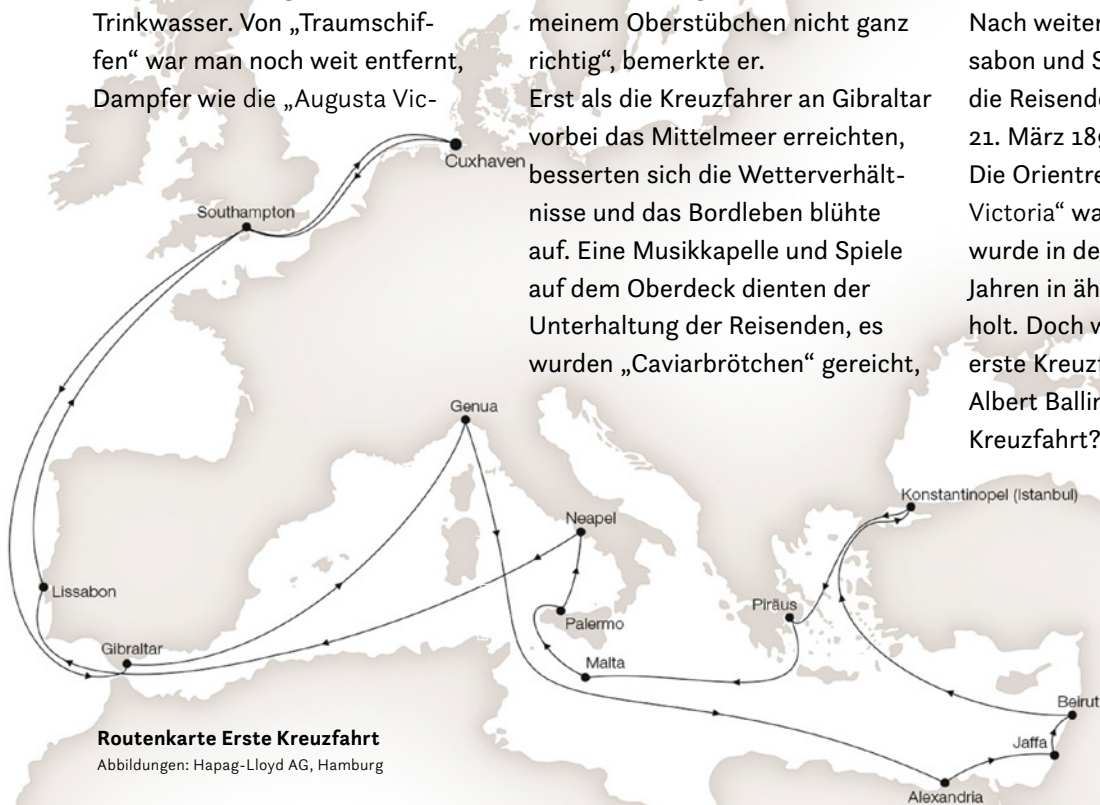 Trinkwasser. Von „Traumschif-
fen“ war man noch weit entfernt,
Dampfer wie die „Augusta Vic-
meinem Oberstübchen nicht ganz
richtig“, bemerkte er.
Erst als die Kreuzfahrer an Gibraltar
vorbei das Mittelmeer erreichten,
besserten sich die Wetterverhält-
nisse und das Bordleben blühte
auf. Eine Musikkapelle und Spiele
auf dem Oberdeck dienten der
Unterhaltung der Reisenden, es
wurden „Caviarbrötchen“ gereicht,
Nach weiter
sabon und S
die Reisende
21. März 189
Die Orientre
Victoria“ wa
wurde in de
Jahren in äh
holt. Doch w
erste Kreuzf
Albert Ballin
Kreuzfahrt?
Cuxhaven
Southampton
Genua
Konstantinopel (Istanbul)
Neapel
Lissabon
Piräus
Palermo
Gibraltar
Malta
Beirut
Jaffa
Alexandria
Routenkarte Erste Kreuzfahrt
Abbildungen: Hapag-Lloyd AG, Hamburg